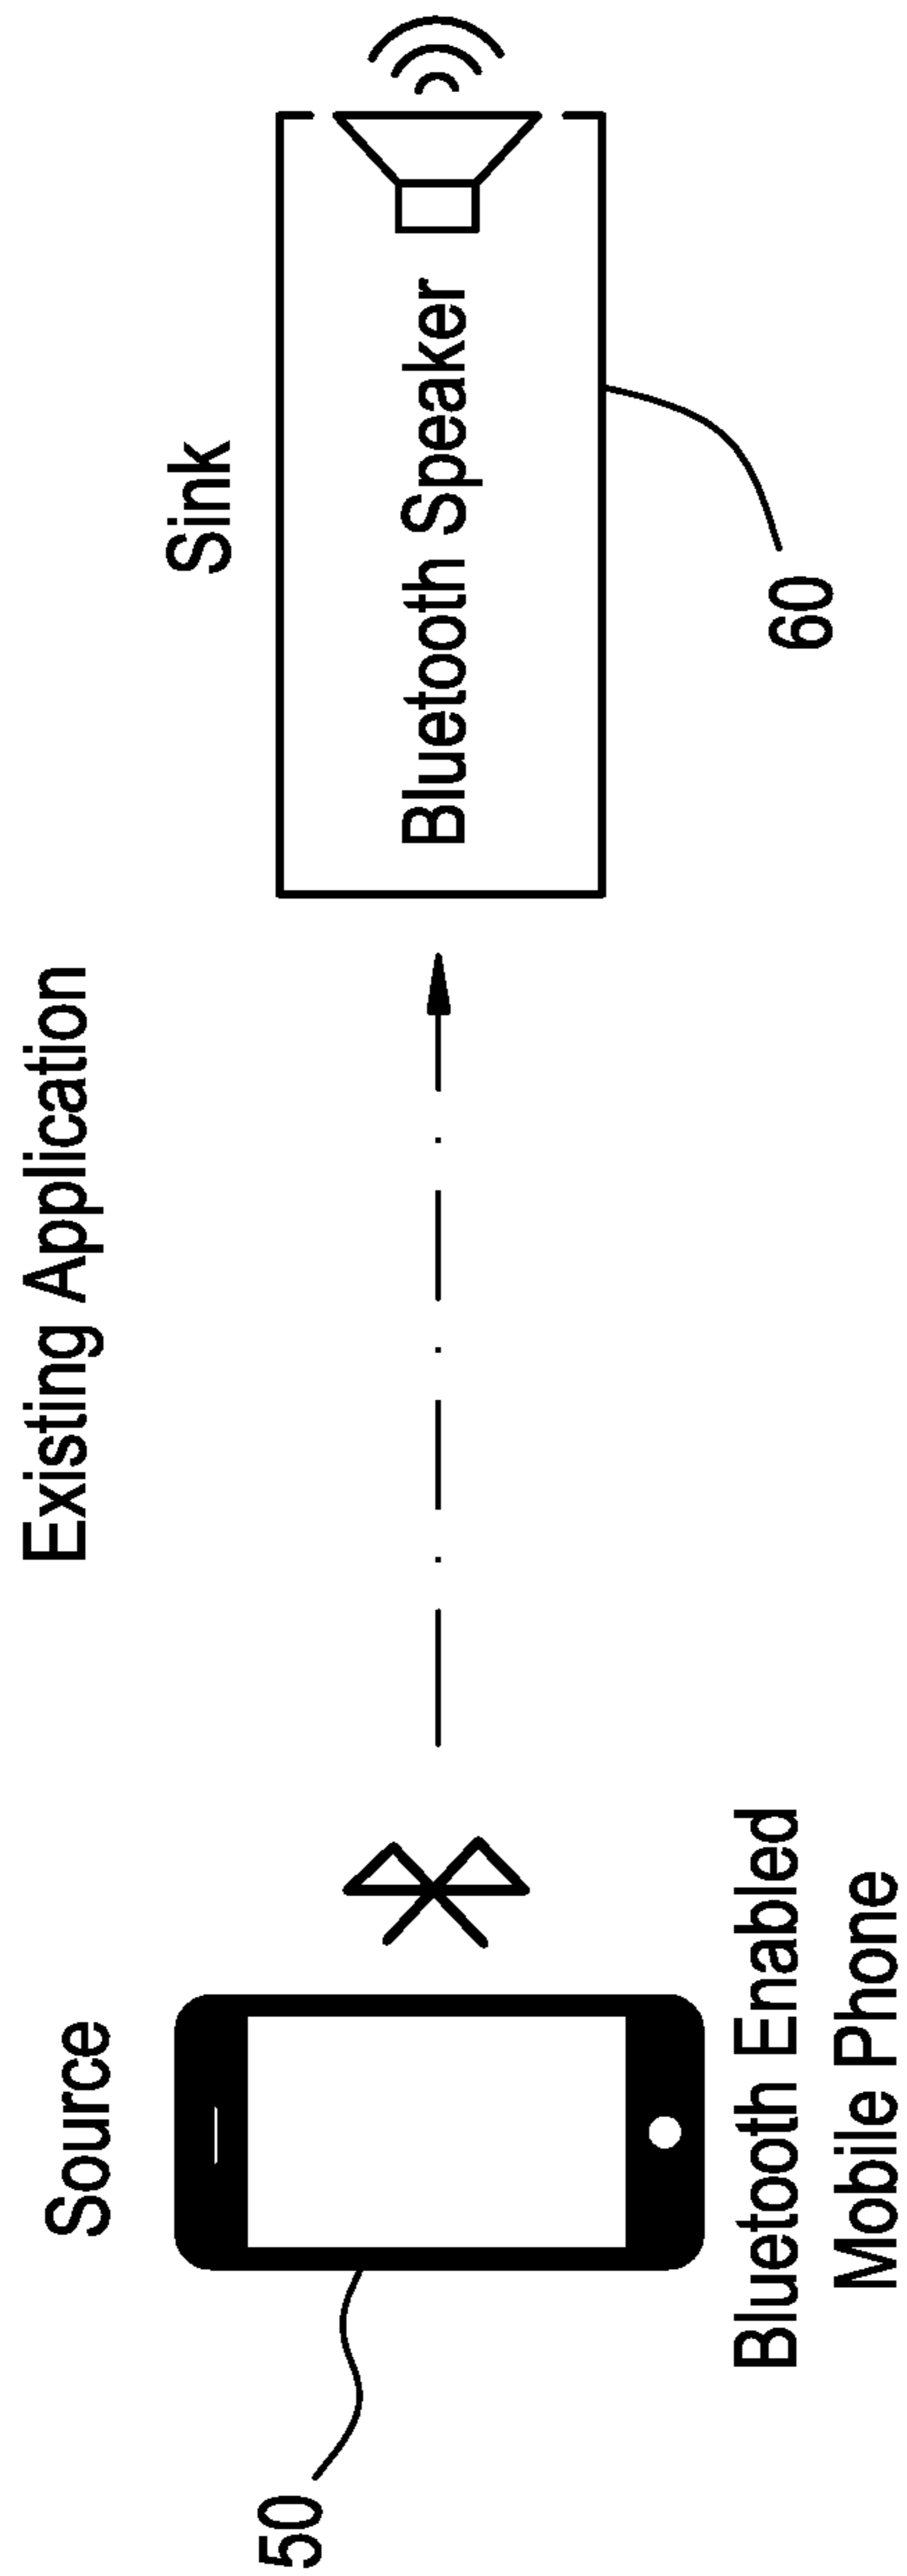 Existing Application
Source
Sink
Bluetooth Speaker
50
60
Bluetooth Enabled
Mobile Phone